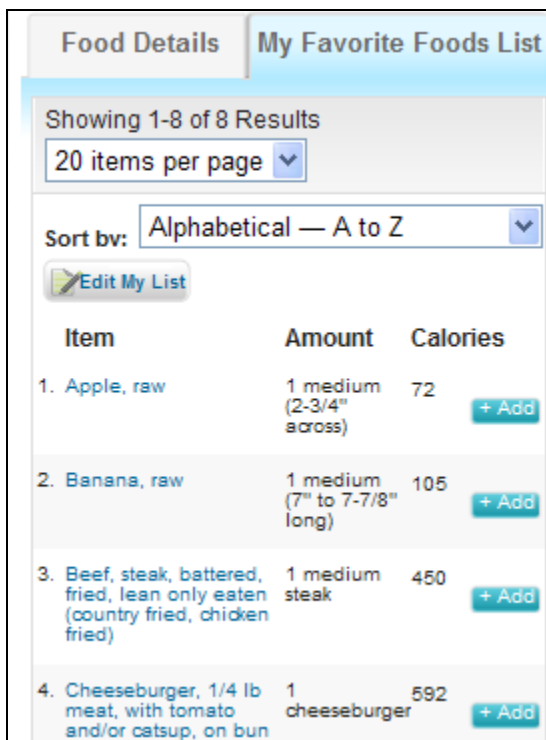 Food Details
My Favorite Foods List
Showing 1-8 of 8 Results
20 items per page
Sort by:
Alphabetical — A to Z
Edit My List
Item Amount Calories
1. Apple, raw 1 medium 72
(2-3/4"
across)
+ Add
2. Banana, raw 1 medium 105
(7" to 7-7/8"
long)
+ Add
3. Beef, steak, battered, 1 medium 450
fried, lean only eaten steak
(country fried, chicken
fried)
+ Add
4. Cheeseburger, 1/4 lb 1 592
meat, with tomato cheeseburger
and/or catsup, on bun
+ Add